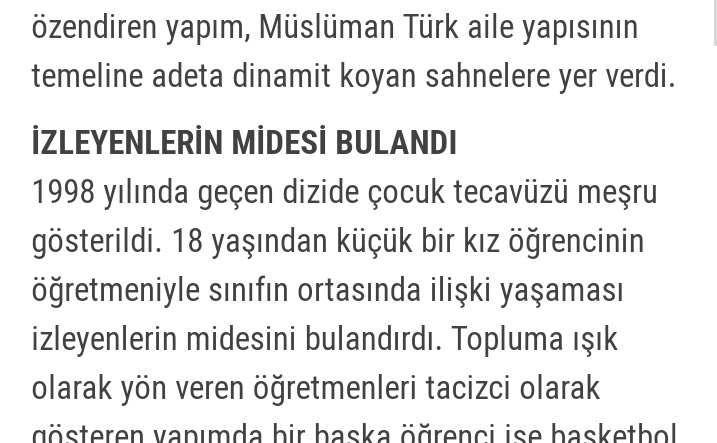 özendiren yapım, Müslüman Türk aile yapısının
temeline adeta dinamit koyan sahnelere yer verdi.
İZLEYENLERİN MİDESİ BULANDI
1998 yılında geçen dizide çocuk tecavüzü meşru
gösterildi. 18 yaşından küçük bir kız öğrencinin
öğretmeniyle sınıfın ortasında ilişki yaşaması
izleyenlerin midesini bulandırdı. Topluma ışık
olarak yön veren öğretmenleri tacizci olarak
gösteren yapımda bir başka öğrenci ise basketbol